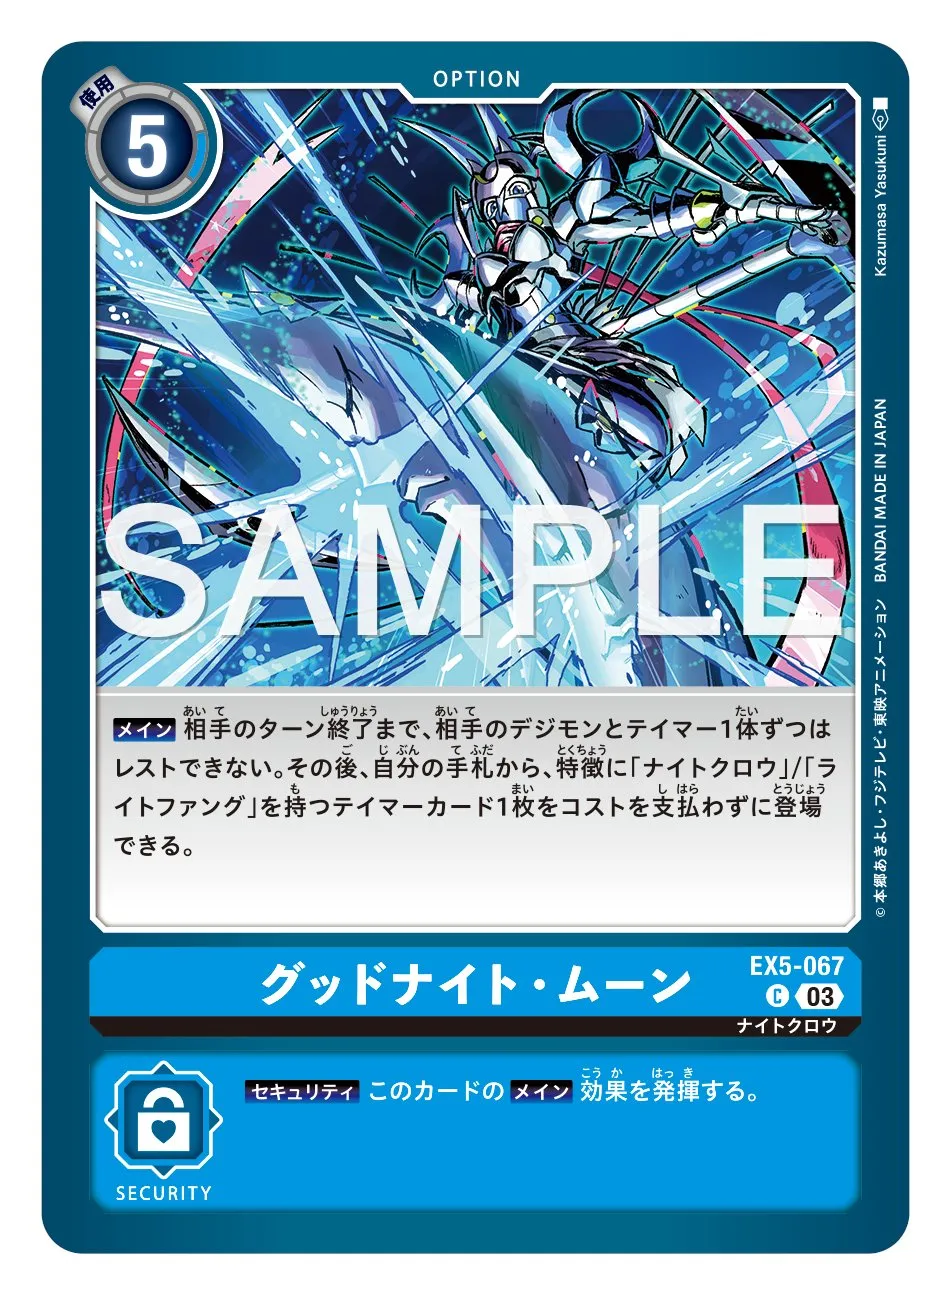 OPTION
使用
5
Kazumasa Yasukuni
SAMPLE
BANDAI MADE IN JAPAN
©本郷あきよし・フジテレビ・東映アニメーション
メイン 相手のターン終了まで、相手のデジモンとテイマー1体ずつは
レストできない。その後、自分の手札から、特徴に「ナイトクロウ」/「ラ
イトファング」を持つテイマーカード1枚をコストを支払わずに登場
できる。
グッドナイト・ムーン
EX5-067
C 03
ナイトクロウ
セキュリティ このカードの メイン 効果を発揮する。
SECURITY